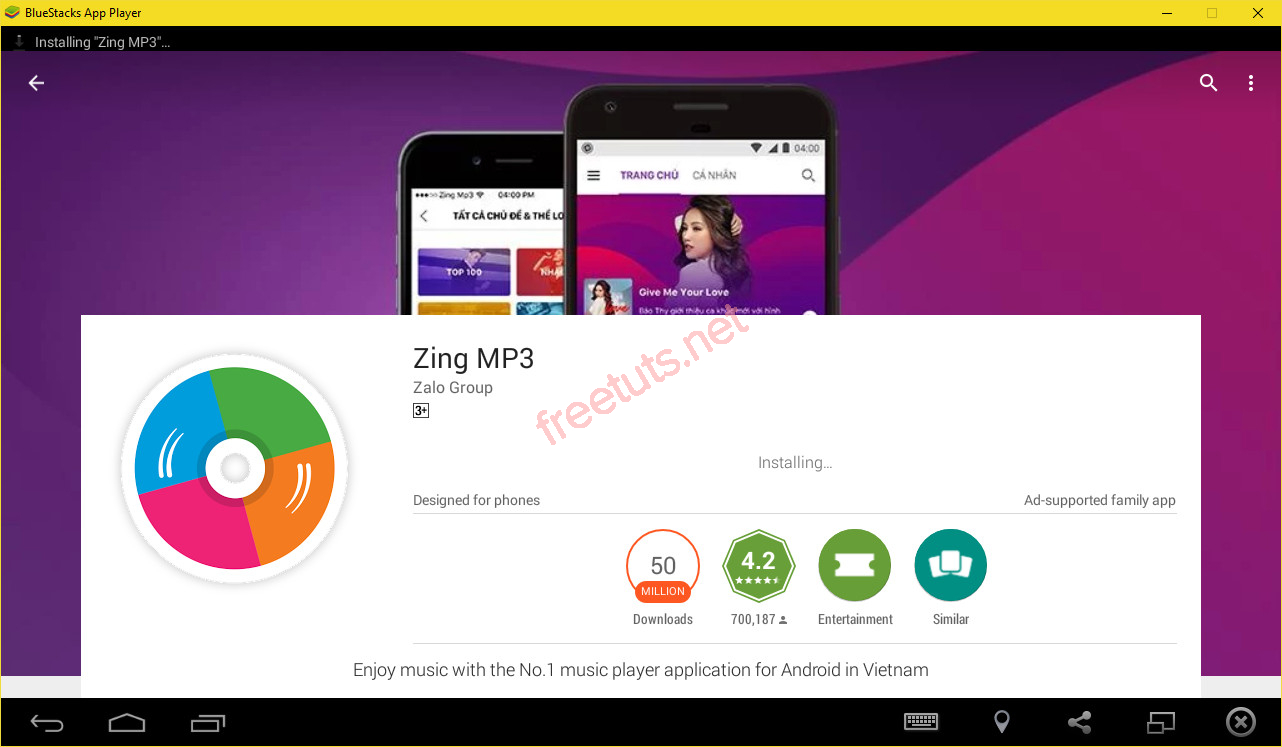 BlueStacks App Player
Installing "Zing MP3"...
04:00
TRANG CHỦ CÁ NHÂN
Zing Mp3 04:00 PM
TẤT CẢ CHỦ ĐỀ & THỂ LO
TOP 100
NHẠ
Give Me Your Love
Bảo Thy giới thiệu ca khúc mới với hình
freetuts.net
Zing MP3
Zalo Group
3+
Installing...
Designed for phones
Ad-supported family app
50
MILLION
Downloads
4.2
700,187
Entertainment
Similar
Enjoy music with the No.1 music player application for Android in Vietnam